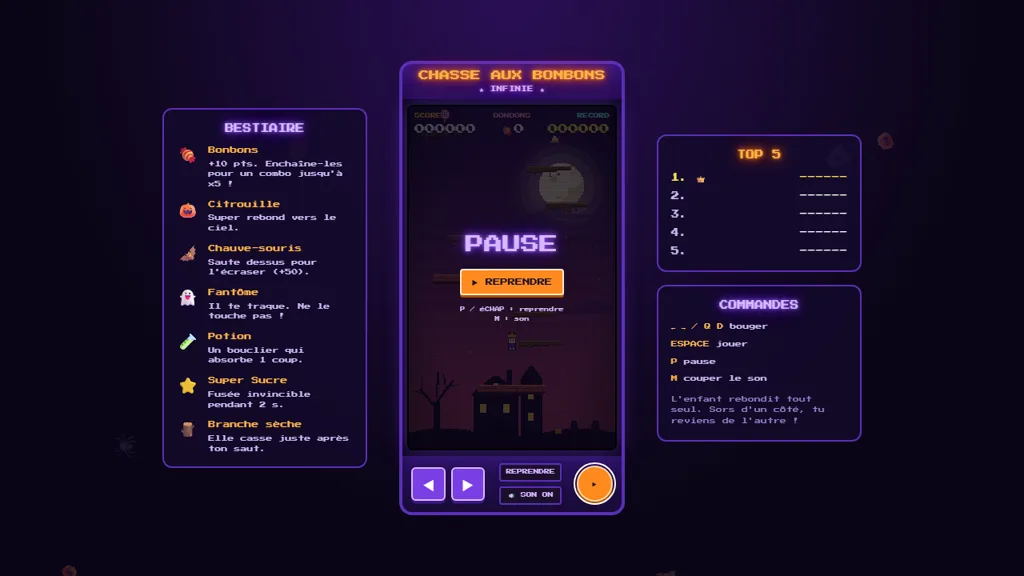 CHASSE AUX BONBONS
INFINIE
BESTIAIRE
Bonbons
+10 pts. Enchaîne-les
pour un combo jusqu'à
x5 !
Citrouille
Super rebond vers le
ciel.
Chauve-souris
Saute dessus pour
l'écraser (+50).
Fantôme
Il te traque. Ne le
touche pas !
Potion
Un bouclier qui
absorbe 1 coup.
Super Sucre
Fusée invincible
pendant 2 s.
Branche sèche
Elle casse juste après
ton saut.
SCORE BONBONS RECORD
000000 0 000000
PAUSE
▶ REPRENDRE
P / éCHAP : reprendre
M : son
◀ ▶
REPRENDRE
SON ON
▶
TOP 5
1. ------
2. ------
3. ------
4. ------
5. ------
COMMANDES
/ Q D bouger
ESPACE jouer
P pause
M couper le son
L'enfant rebondit tout
seul. Sors d'un côté, tu
reviens de l'autre !